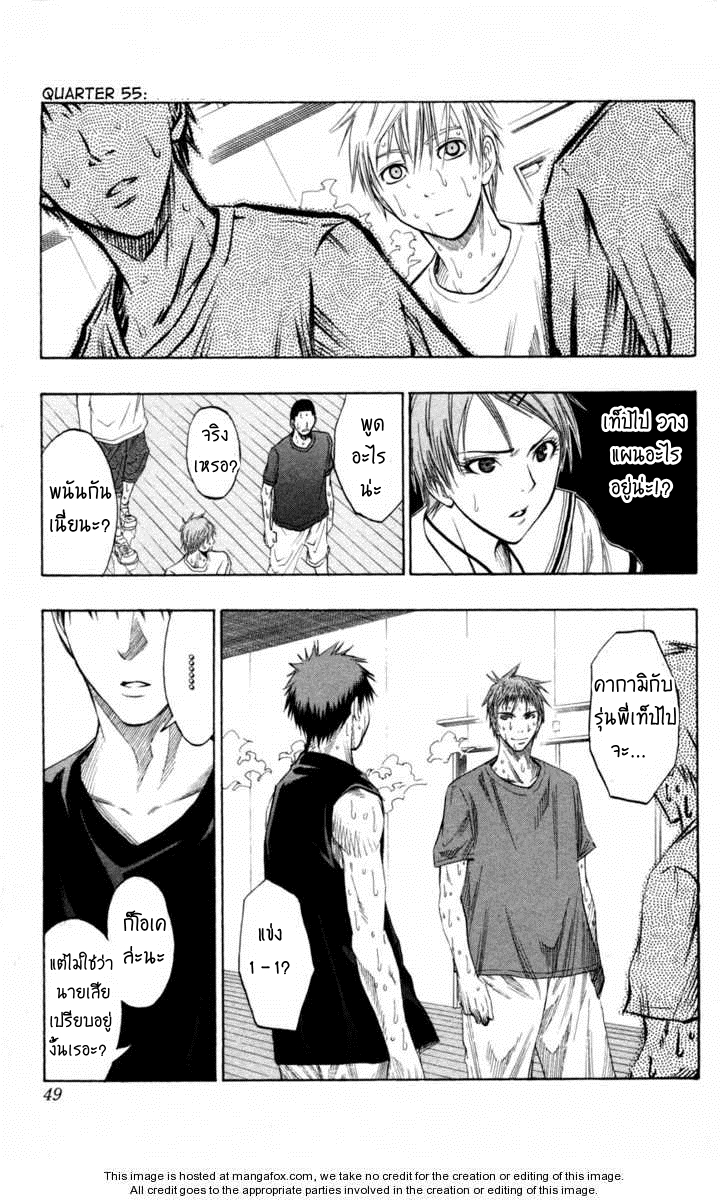 QUARTER 55:
เท็ปไป วาง
แผนอะไร
อยู่น่ะ!?
พูด
อะไร
น่ะ
จริง
เหรอ?
พนันกัน
เนี่ยนะ?
คากามิกับ
รุ่นพี่เท็ปไป
จะ...
แข่ง
1 - 1?
......
ก็โอเค
ล่ะนะ
แต่ไม่ใช่ว่า
นายเสีย
เปรียบอยู่
งั้นเรอะ?
49
This image is hosted at mangafox.com, we take no credit for the creation or editing of this image.
All credit goes to the appropriate parties involved in the creation and editing of this image.